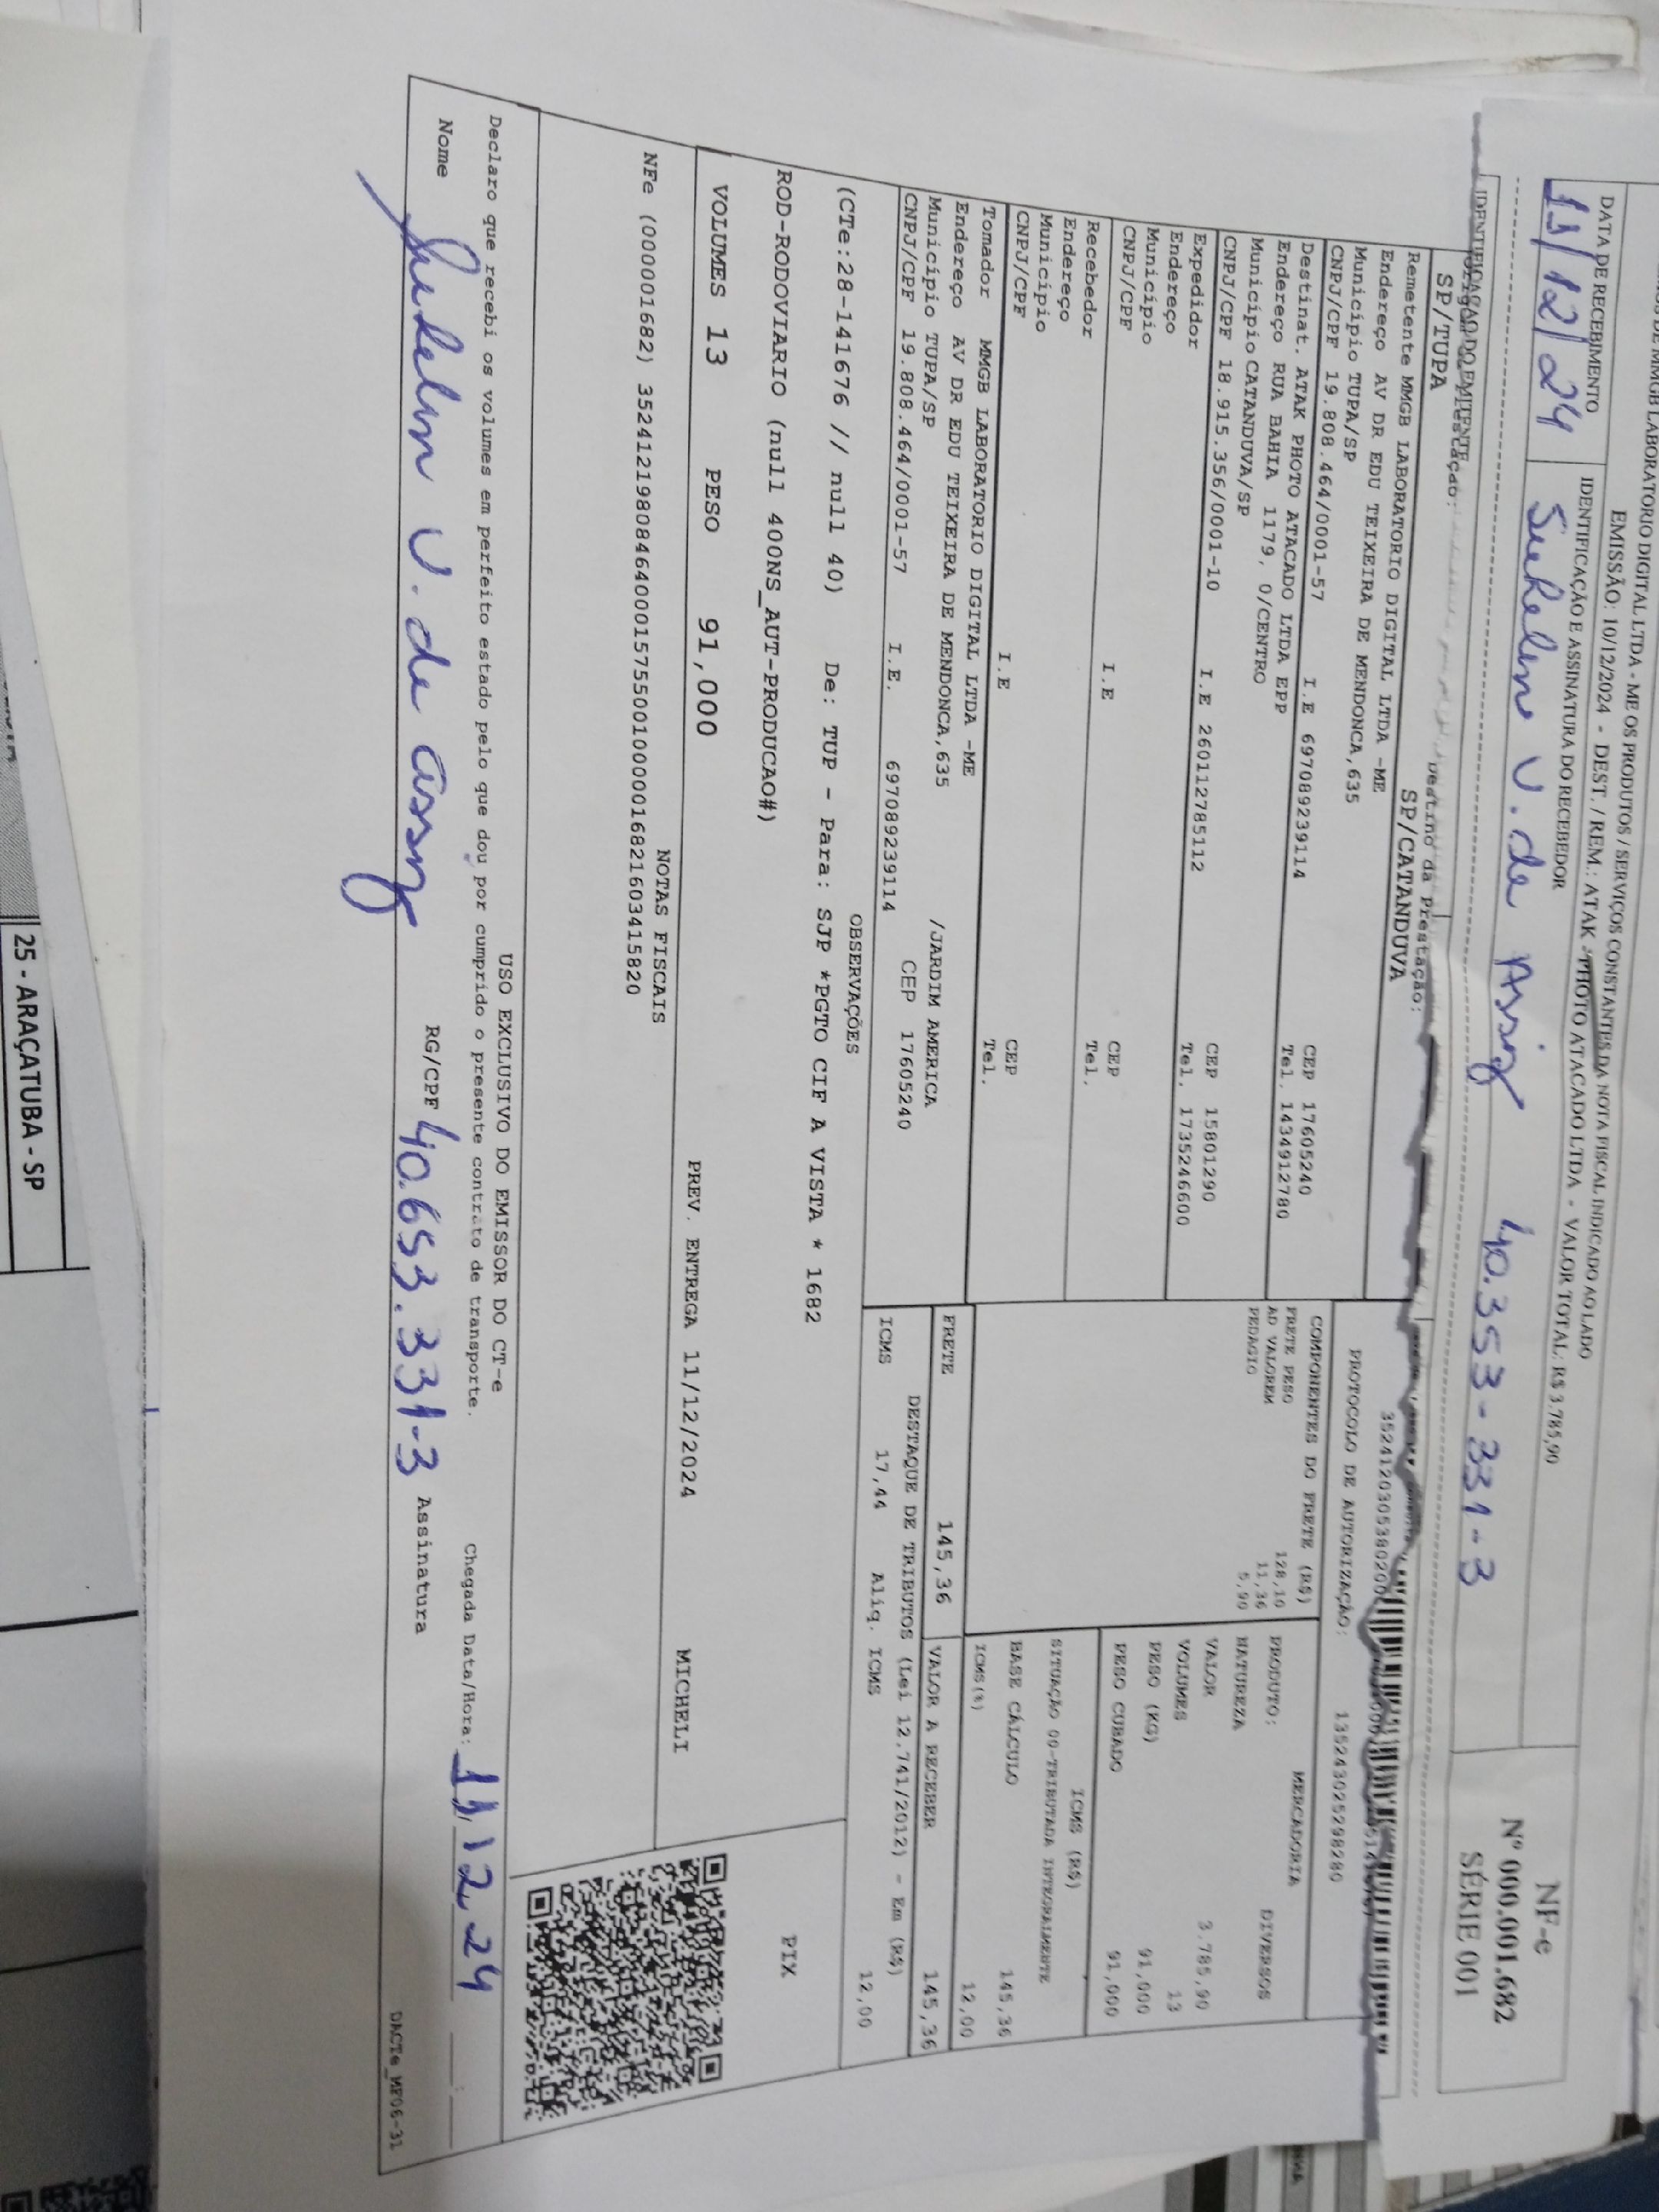 LABORATORIO DIGITAL LTDA - ME OS PRODUTOS / SERVIÇOS CONSTANTES DA NOTA FISCAL INDICADO AO LADO
EMISSÃO: 10/12/2024 - DEST. / REM.: ATAK PHOTO ATACADO LTDA - VALOR TOTAL: R$ 3.785,90
DATA DE RECEBIMENTO
IDENTIFICAÇÃO E ASSINATURA DO RECEBEDOR
11/12/24
U. de Assis 40.353-331-3
NF-e
Nº 000.001.682
SÉRIE 001
IDENTIFICAÇÃO DO EMITENTE
Destino da Prestação:
SP/TUPA
SP/CATANDUVA
Remetente MMGB LABORATORIO DIGITAL LTDA -ME
Endereço AV DR EDU TEIXEIRA DE MENDONCA, 635
Município TUPA/SP
CEP 17605240
CNPJ/CPF 19.808.464/0001-57 I.E 697089239114
Tel. 1434912780
Destinat. ATAK PHOTO ATACADO LTDA EPP
Endereço RUA BAHIA 1179, 0/CENTRO
Município CATANDUVA/SP
CEP 15801290
CNPJ/CPF 18.915.356/0001-10 I.E 260112785112
Tel. 1735246600
Expedidor
Endereço
Município
CEP
CNPJ/CPF I.E
Tel.
Recebedor
Endereço
Município
CEP
CNPJ/CPF I.E
Tel.
Tomador MMGB LABORATORIO DIGITAL LTDA -ME
Endereço AV DR EDU TEIXEIRA DE MENDONCA, 635 /JARDIM AMERICA
Município TUPA/SP CEP 17605240
CNPJ/CPF 19.808.464/0001-57 I.E. 697089239114
PROTOCOLO DE AUTORIZAÇÃO: 135243025298280
COMPONENTES DO FRETE (R$)
FRETE PESO 128,10
AD VALOREM 11,36
PEDAGIO 5,90
MERCADORIA
PRODUTO: DIVERSOS
NATUREZA
VALOR 3.785,90
VOLUMES 13
PESO (KG) 91,000
PESO CUBADO 91,000
ICMS (R$)
SITUAÇÃO 00-TRIBUTADA INTEGRALMENTE
BASE CÁLCULO 145,36
ICMS(%) 12,00
FRETE 145,36 VALOR A RECEBER 145,36
DESTAQUE DE TRIBUTOS (Lei 12.741/2012) - Em (R$)
ICMS 17,44 Aliq. ICMS 12,00
OBSERVAÇÕES
(CTe:28-141676 // null 40) De: TUP - Para: SJP *PGTO CIF A VISTA * 1682
ROD-RODOVIARIO (null 400NS_AUT-PRODUCAO#)
PIX
VOLUMES 13 PESO 91,000 PREV. ENTREGA 11/12/2024 MICHELI
NOTAS FISCAIS
NFe (000001682) 35241219808464000157550010000016821603415820
USO EXCLUSIVO DO EMISSOR DO CT-e
Declaro que recebi os volumes em perfeito estado pelo que dou por cumprido o presente contrato de transporte.
Chegada Data/Hora: 11/12/24
Nome U. de Assis RG/CPF 40.653.331-3 Assinatura
DACTe_MF06-31
25 - ARAÇATUBA - SP